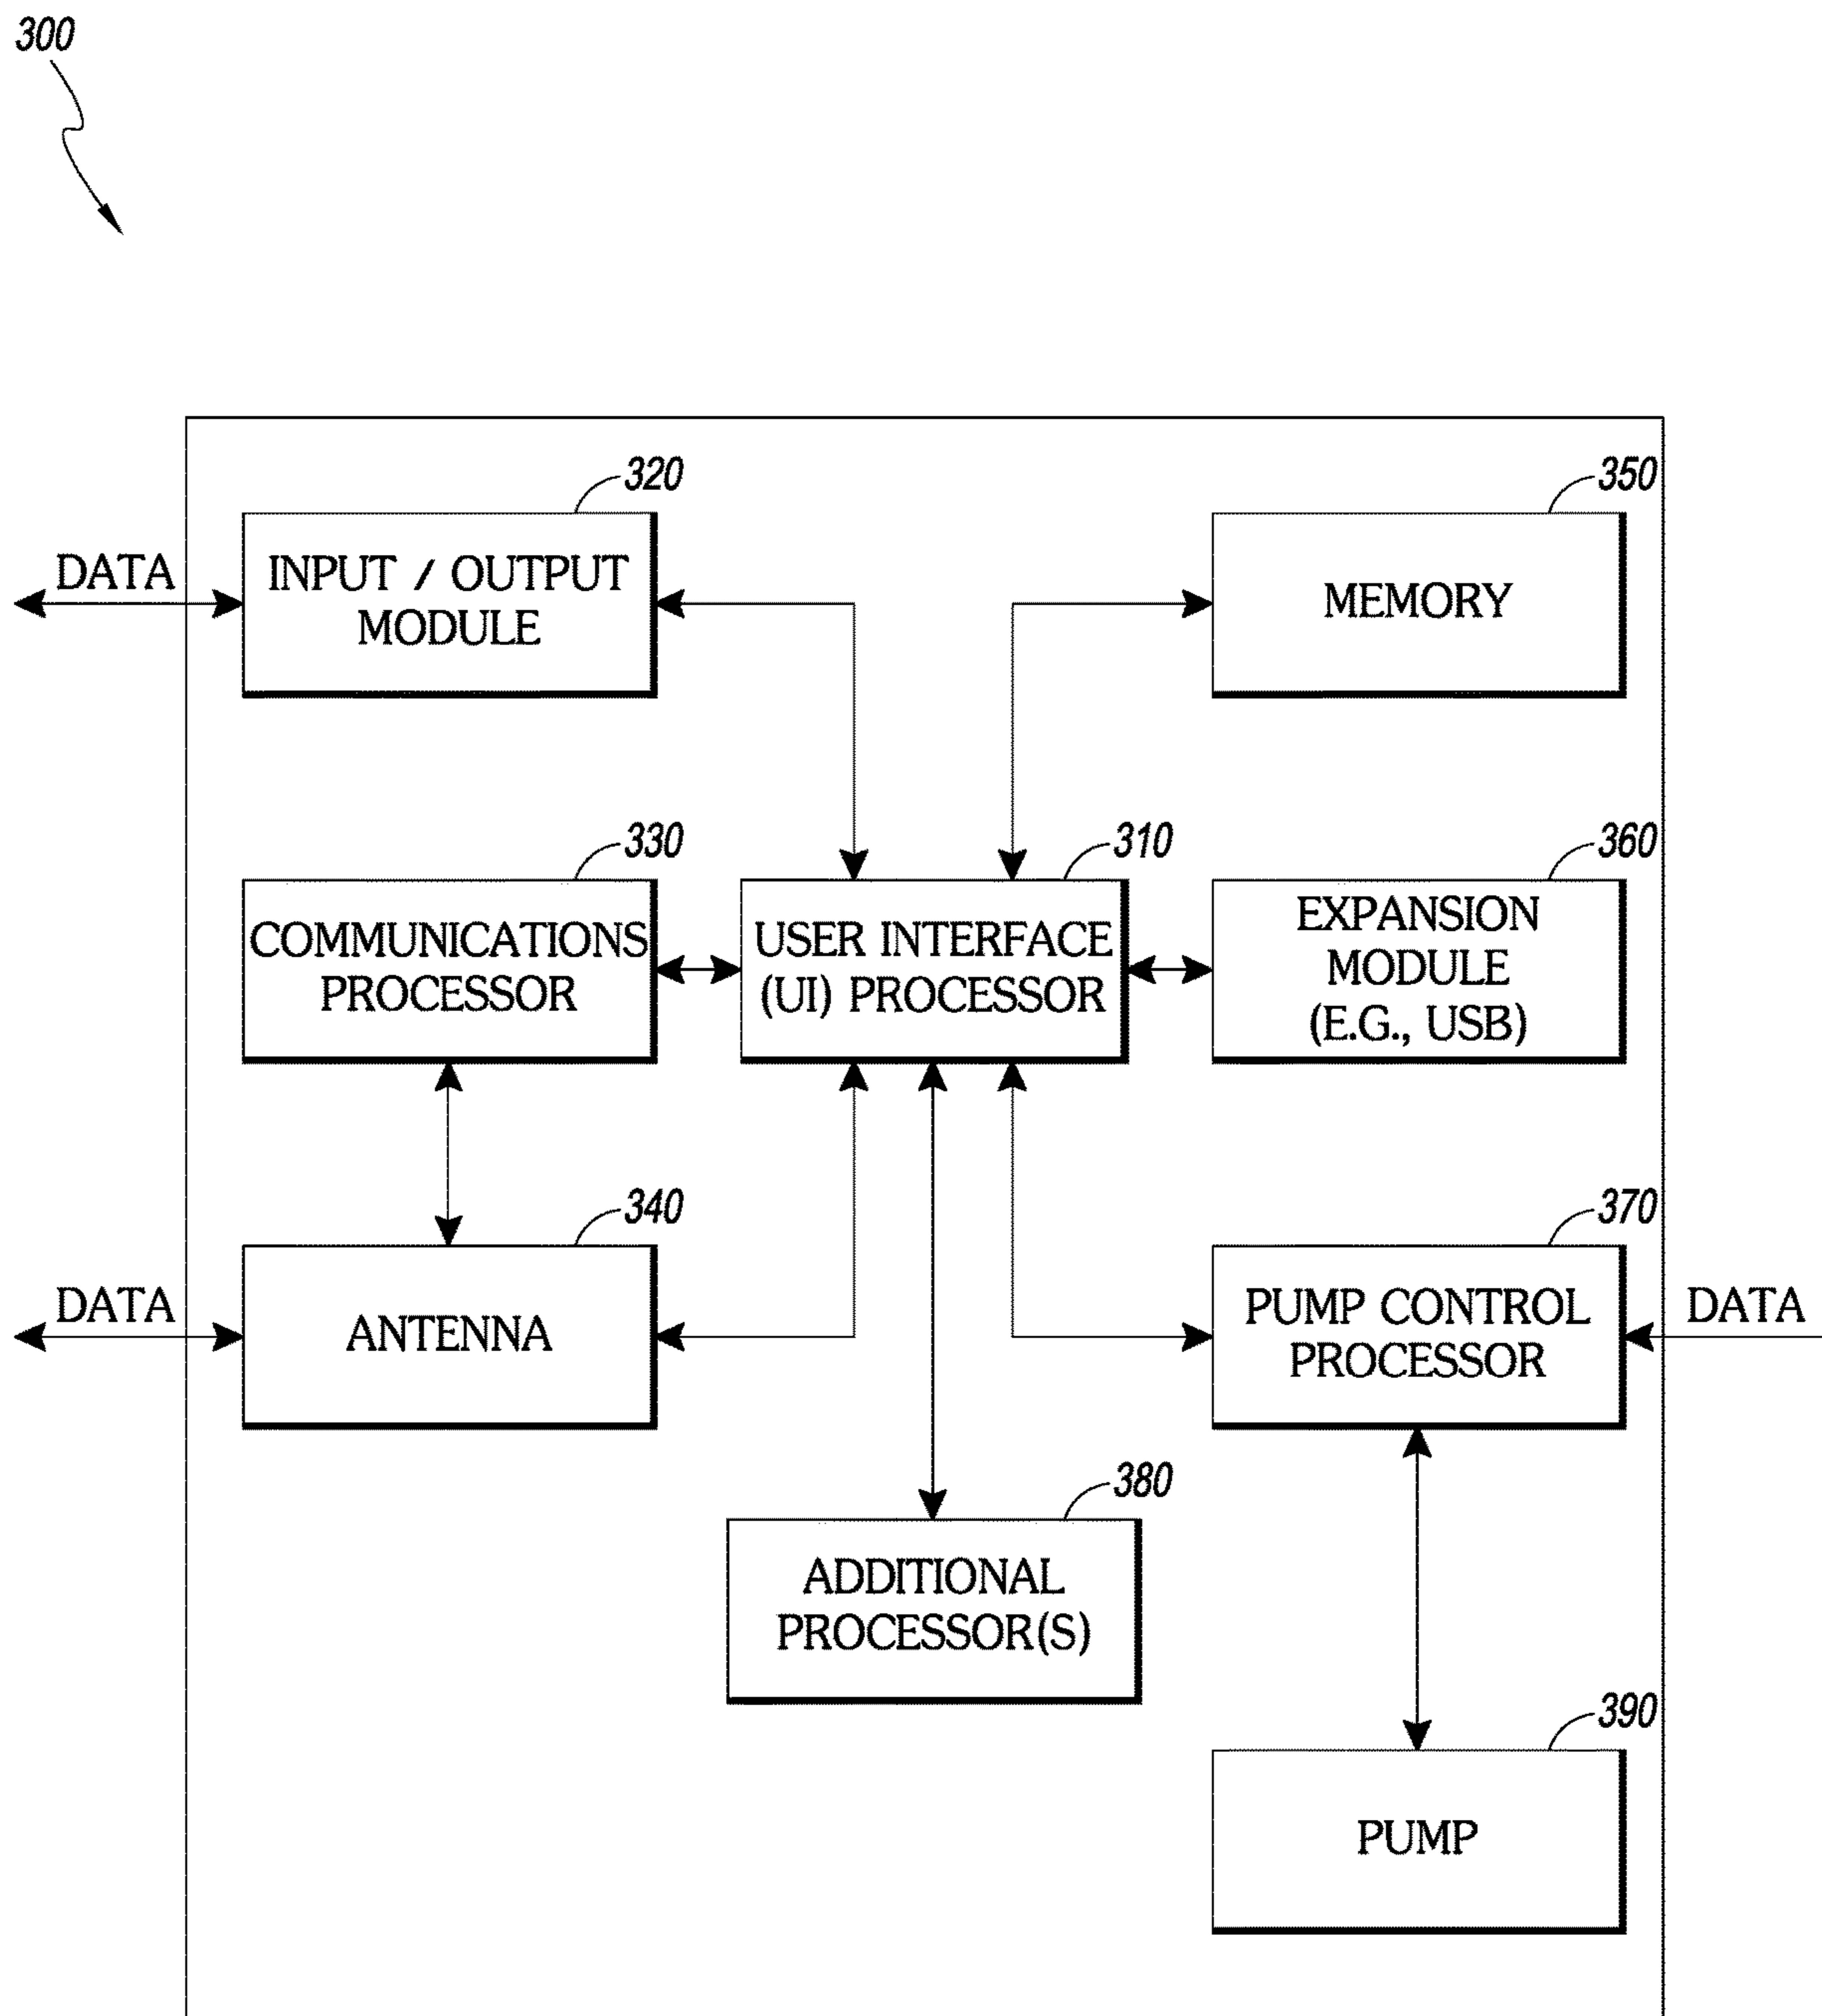 300
320
350
DATA
INPUT / OUTPUT
MODULE
MEMORY
330
310
360
COMMUNICATIONS
PROCESSOR
USER INTERFACE
(UI) PROCESSOR
EXPANSION
MODULE
(E.G., USB)
340
370
DATA
ANTENNA
PUMP CONTROL
PROCESSOR
DATA
380
ADDITIONAL
PROCESSOR(S)
390
PUMP